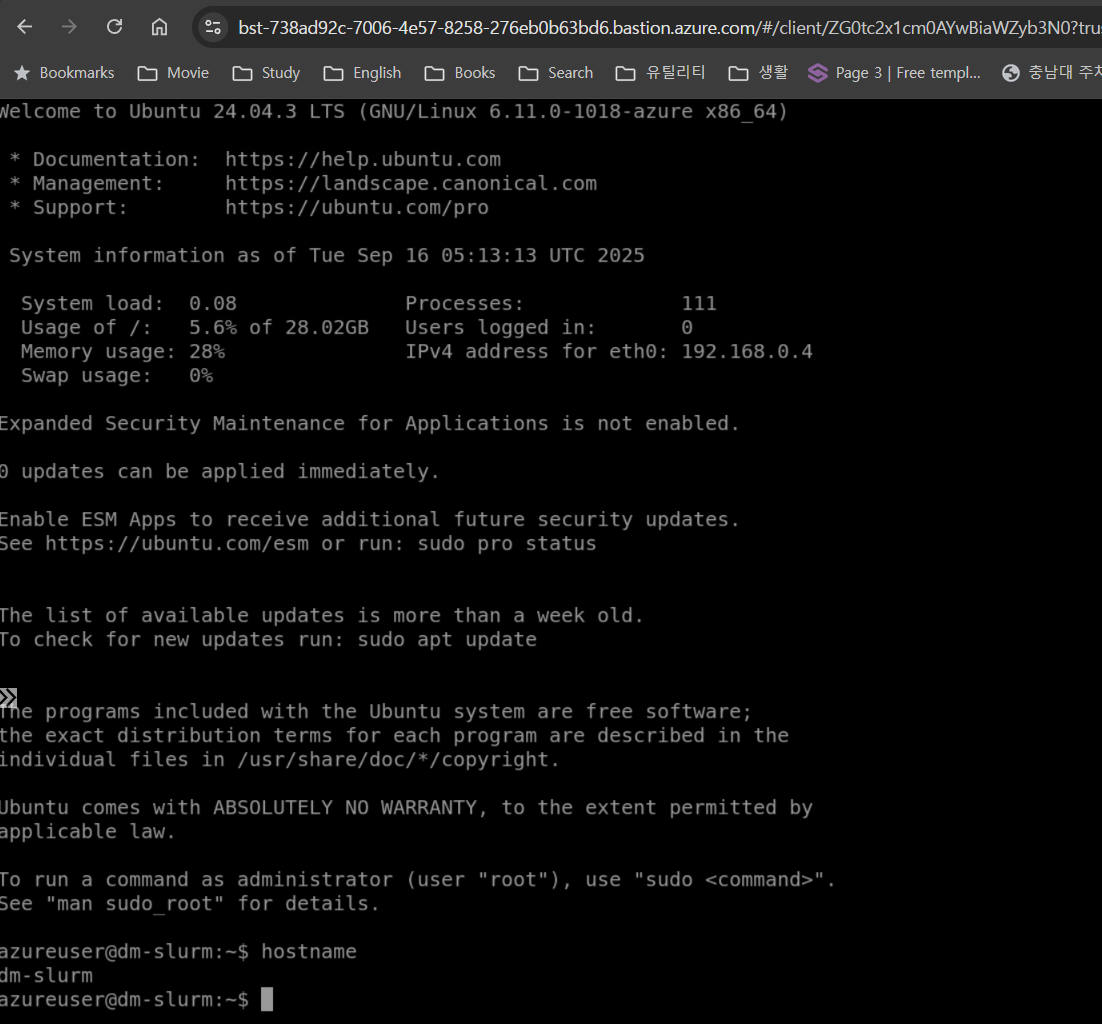 bst-738ad92c-7006-4e57-8258-276eb0b63bd6.bastion.azure.com/#/client/ZG0tc2x1cm0AYwBiaWZyb3N0?tru
Bookmarks Movie Study English Books Search 유틸리티 생활 Page 3 | Free templ... 충남대 주차
Welcome to Ubuntu 24.04.3 LTS (GNU/Linux 6.11.0-1018-azure x86_64)
* Documentation: https://help.ubuntu.com
* Management: https://landscape.canonical.com
* Support: https://ubuntu.com/pro
System information as of Tue Sep 16 05:13:13 UTC 2025
System load: 0.08 Processes: 111
Usage of /: 5.6% of 28.02GB Users logged in: 0
Memory usage: 28% IPv4 address for eth0: 192.168.0.4
Swap usage: 0%
Expanded Security Maintenance for Applications is not enabled.
0 updates can be applied immediately.
Enable ESM Apps to receive additional future security updates.
See https://ubuntu.com/esm or run: sudo pro status
The list of available updates is more than a week old.
To check for new updates run: sudo apt update
The programs included with the Ubuntu system are free software;
the exact distribution terms for each program are described in the
individual files in /usr/share/doc/*/copyright.
Ubuntu comes with ABSOLUTELY NO WARRANTY, to the extent permitted by
applicable law.
To run a command as administrator (user "root"), use "sudo <command>".
See "man sudo_root" for details.
azureuser@dm-slurm:~$ hostname
dm-slurm
azureuser@dm-slurm:~$